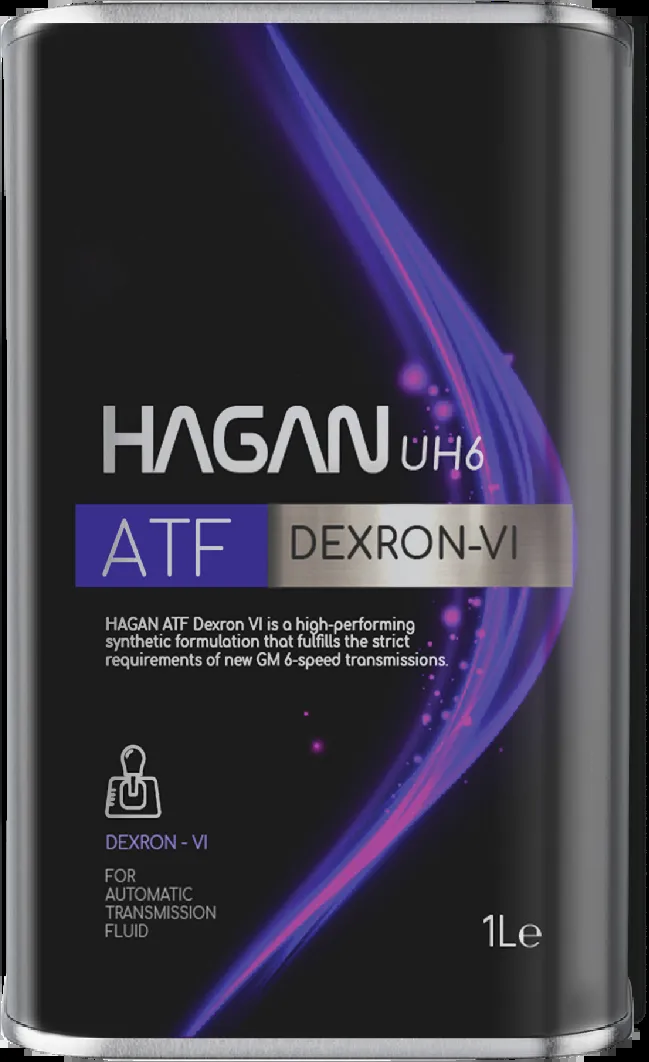 HAGAN UH6
ATF DEXRON-VI
HAGAN ATF Dexron VI is a high-performing
synthetic formulation that fulfills the strict
requirements of new GM 6-speed transmissions.
DEXRON - VI
FOR
AUTOMATIC
TRANSMISSION
FLUID
1Le